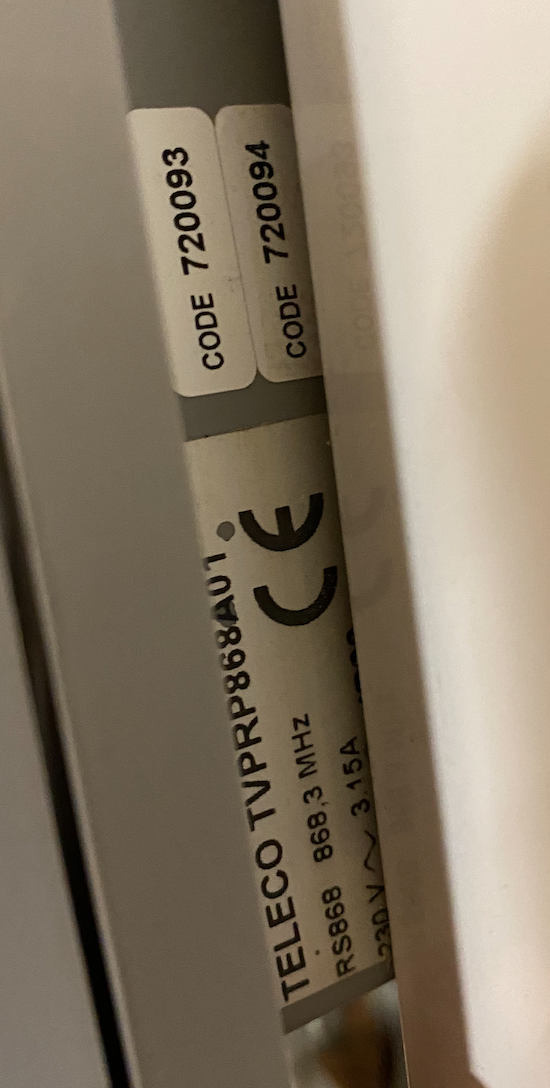 CODE 720093
CODE 720094
TELECO TVPRP868A01.
CE
RS868 868,3 MHz
230 V ~ 3.15A